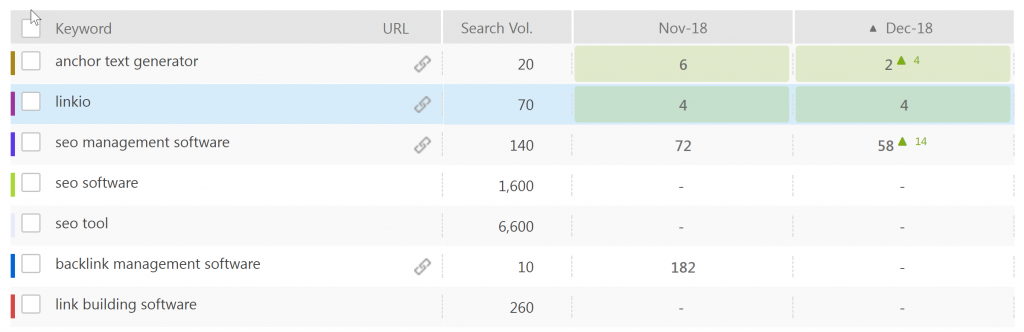 Keyword URL Search Vol. Nov-18 ▲ Dec-18
anchor text generator 20 6 2 ▲ 4
linkio 70 4 4
seo management software 140 72 58 ▲ 14
seo software 1,600 - -
seo tool 6,600 - -
backlink management software 10 182 -
link building software 260 - -